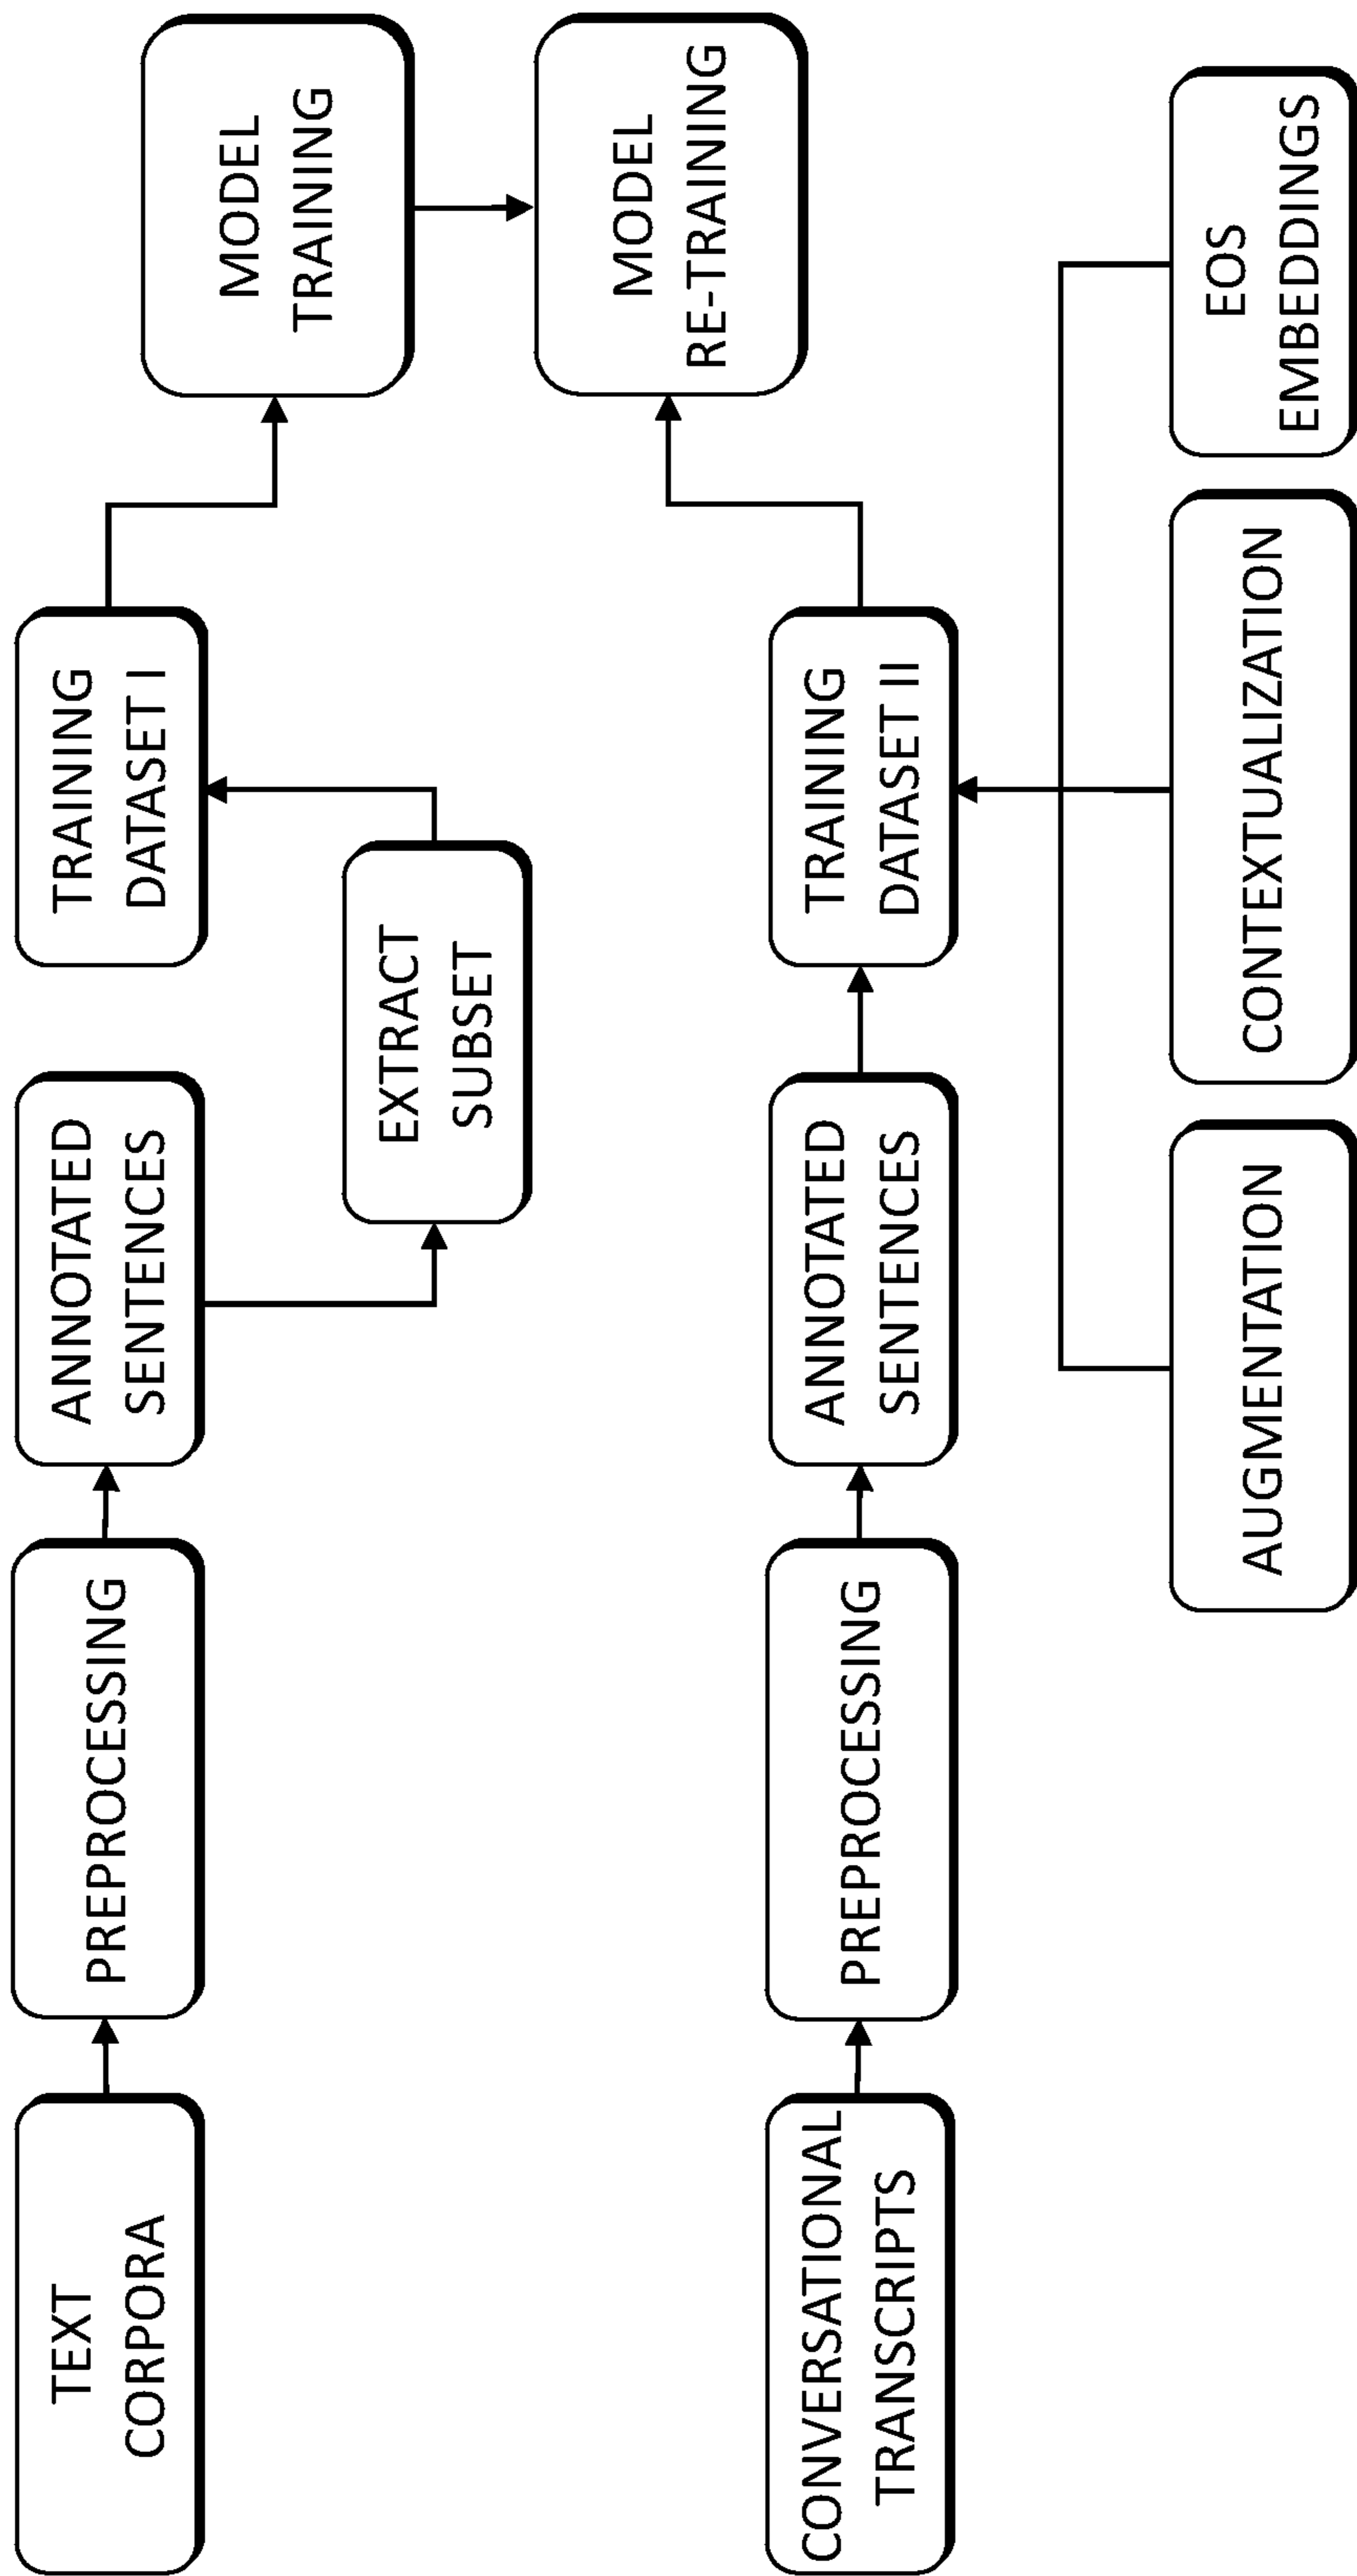 TEXT
CORPORA
PREPROCESSING
ANNOTATED
SENTENCES
EXTRACT
SUBSET
TRAINING
DATASET I
MODEL
TRAINING
CONVERSATIONAL
TRANSCRIPTS
PREPROCESSING
ANNOTATED
SENTENCES
TRAINING
DATASET II
MODEL
RE-TRAINING
AUGMENTATION
CONTEXTUALIZATION
EOS
EMBEDDINGS